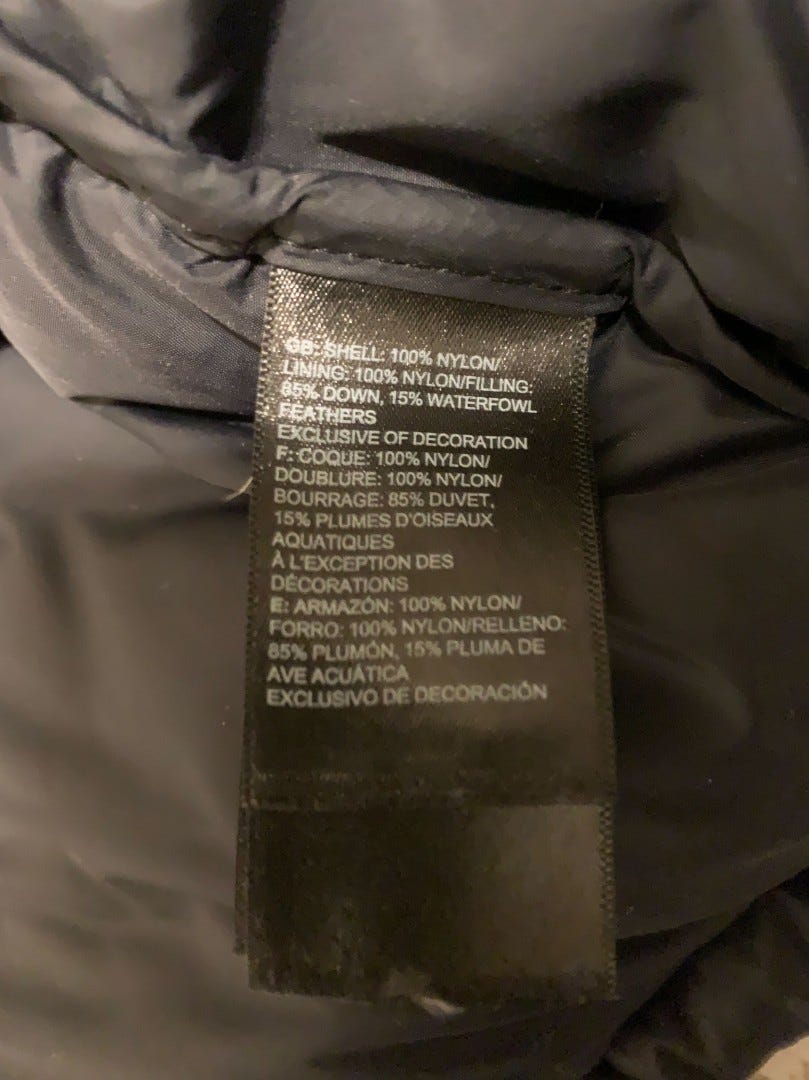 GB: SHELL: 100% NYLON/
LINING: 100% NYLON/FILLING:
85% DOWN, 15% WATERFOWL
FEATHERS
EXCLUSIVE OF DECORATION
F: COQUE: 100% NYLON/
DOUBLURE: 100% NYLON/
BOURRAGE: 85% DUVET,
15% PLUMES D'OISEAUX
AQUATIQUES
À L'EXCEPTION DES
DÉCORATIONS
E: ARMAZÓN: 100% NYLON/
FORRO: 100% NYLON/RELLENO:
85% PLUMÓN, 15% PLUMA DE
AVE ACUÁTICA
EXCLUSIVO DE DECORACIÓN